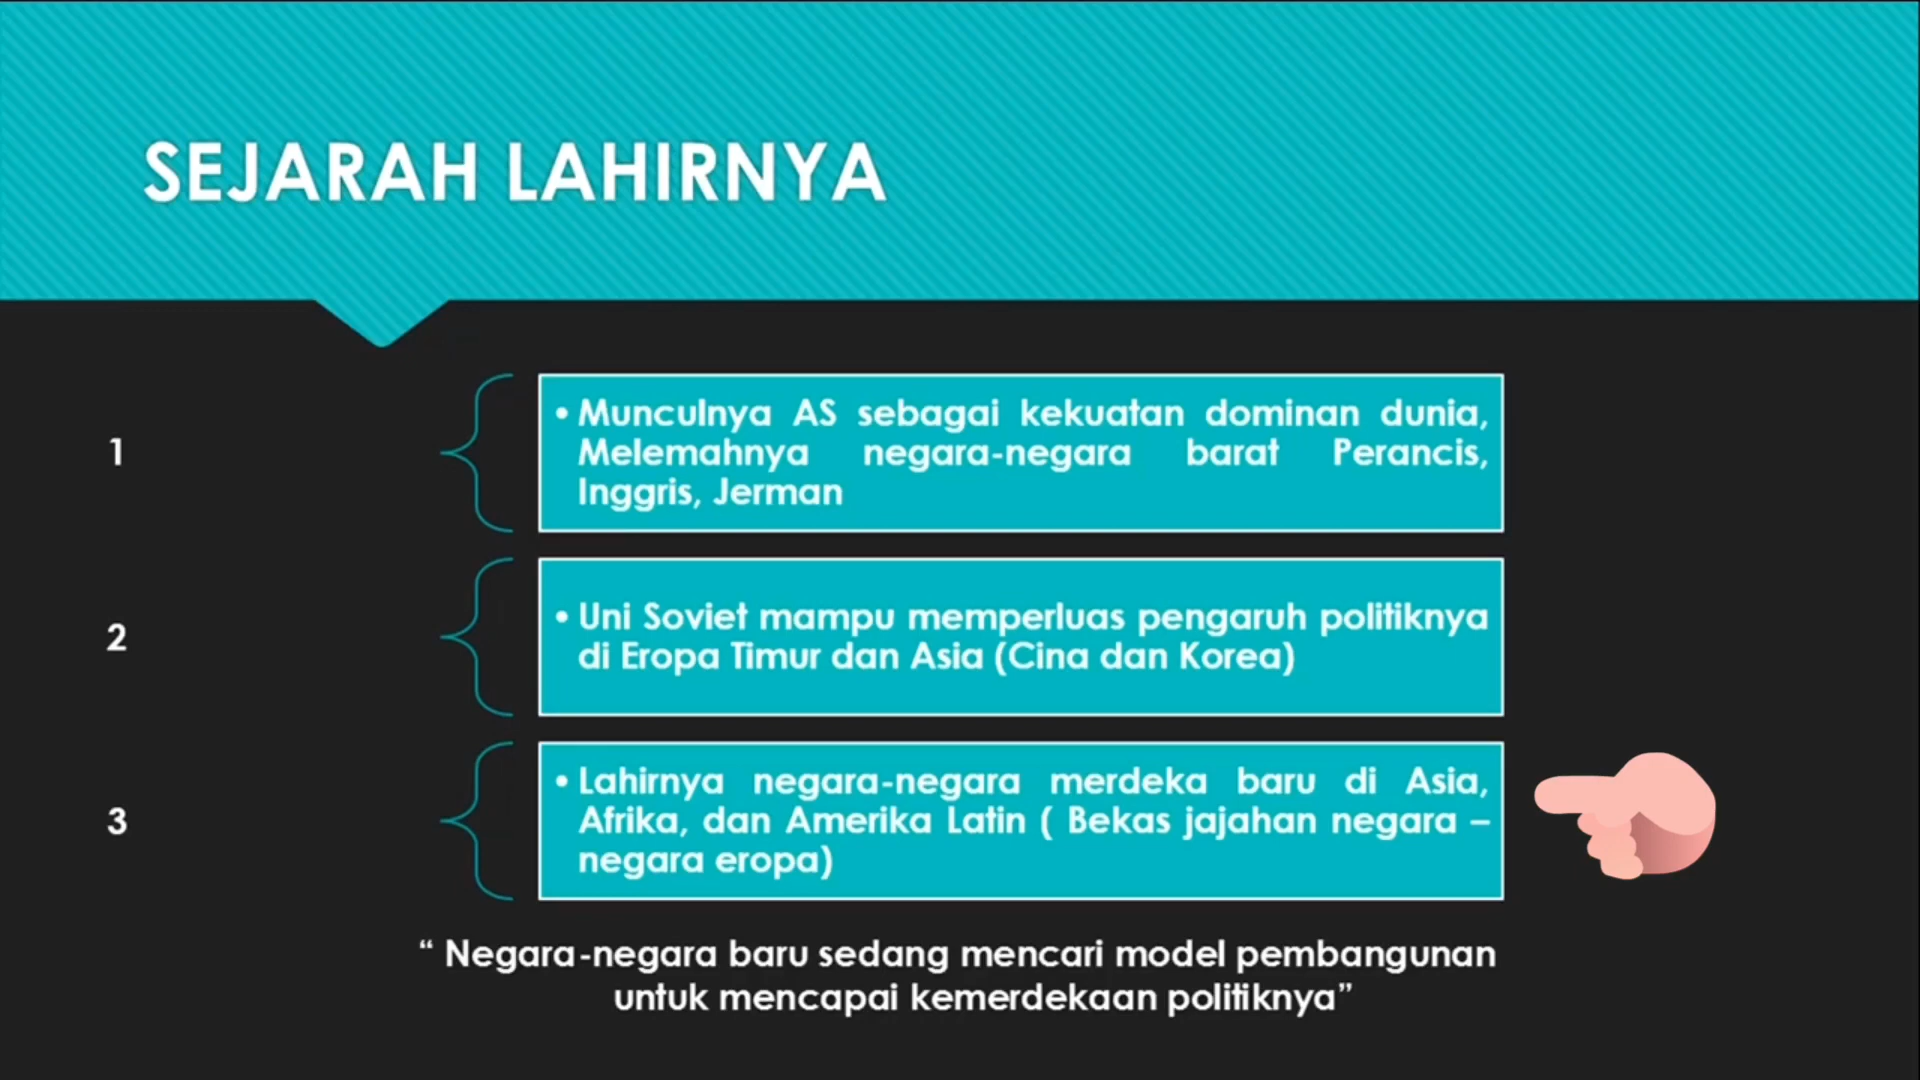 SEJARAH LAHIRNYA
1
• Munculnya AS sebagai kekuatan dominan dunia,
Melemahnya negara-negara barat Perancis,
Inggris, Jerman
2
• Uni Soviet mampu memperluas pengaruh politiknya
di Eropa Timur dan Asia (Cina dan Korea)
3
• Lahirnya negara-negara merdeka baru di Asia,
Afrika, dan Amerika Latin ( Bekas jajahan negara –
negara eropa)
“ Negara-negara baru sedang mencari model pembangunan
untuk mencapai kemerdekaan politiknya”